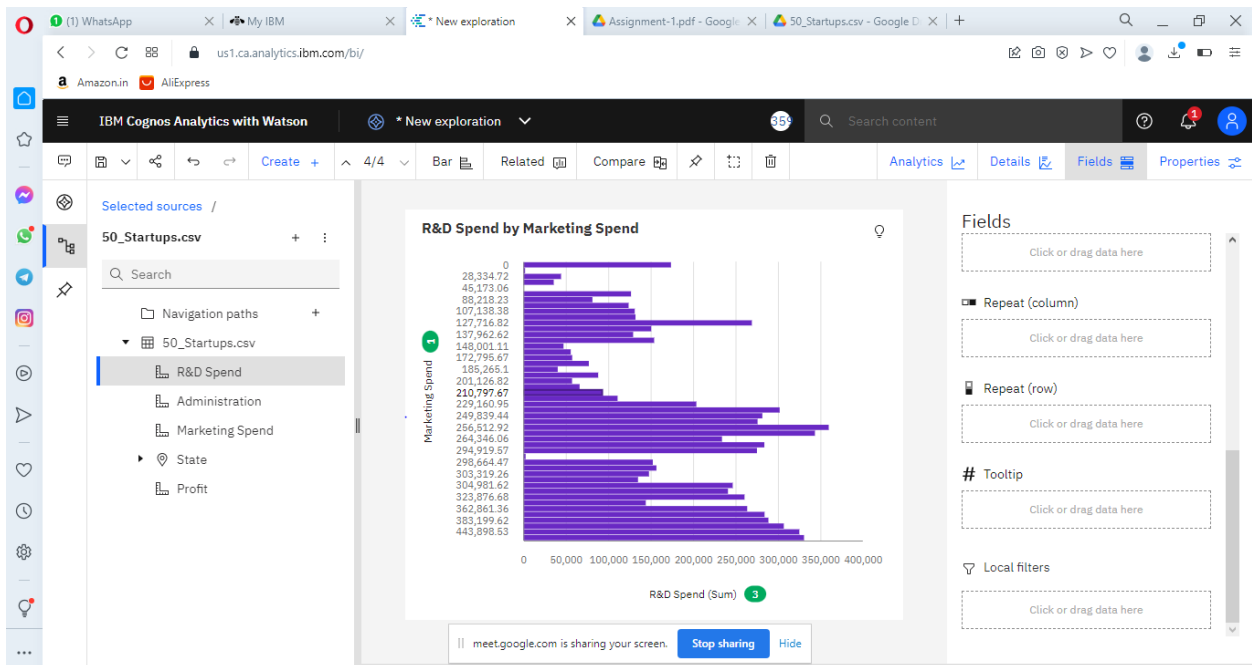 1 (1) WhatsApp
My IBM
* New exploration
Assignment-1.pdf - Google
50_Startups.csv - Google D
us1.ca.analytics.ibm.com/bi/
Amazon.in
AliExpress
IBM Cognos Analytics with Watson
* New exploration
359
Search content
1
Create +
4/4
Bar
Related
Compare
Analytics
Details
Fields
Properties
Selected sources /
50_Startups.csv
Search
Navigation paths
50_Startups.csv
R&D Spend
Administration
Marketing Spend
State
Profit
R&D Spend by Marketing Spend
0
28,334.72
45,173.06
88,218.23
107,138.38
127,716.82
137,962.62
148,001.11
172,795.67
185,265.1
201,126.82
210,797.67
229,160.95
249,839.44
256,512.92
264,346.06
294,919.57
298,664.47
303,319.26
304,981.62
323,876.68
362,861.36
383,199.62
443,898.53
Marketing Spend 1
0 50,000 100,000 150,000 200,000 250,000 300,000 350,000 400,000
R&D Spend (Sum) 3
Fields
Click or drag data here
Repeat (column)
Click or drag data here
Repeat (row)
Click or drag data here
# Tooltip
Click or drag data here
Local filters
Click or drag data here
meet.google.com is sharing your screen.
Stop sharing
Hide